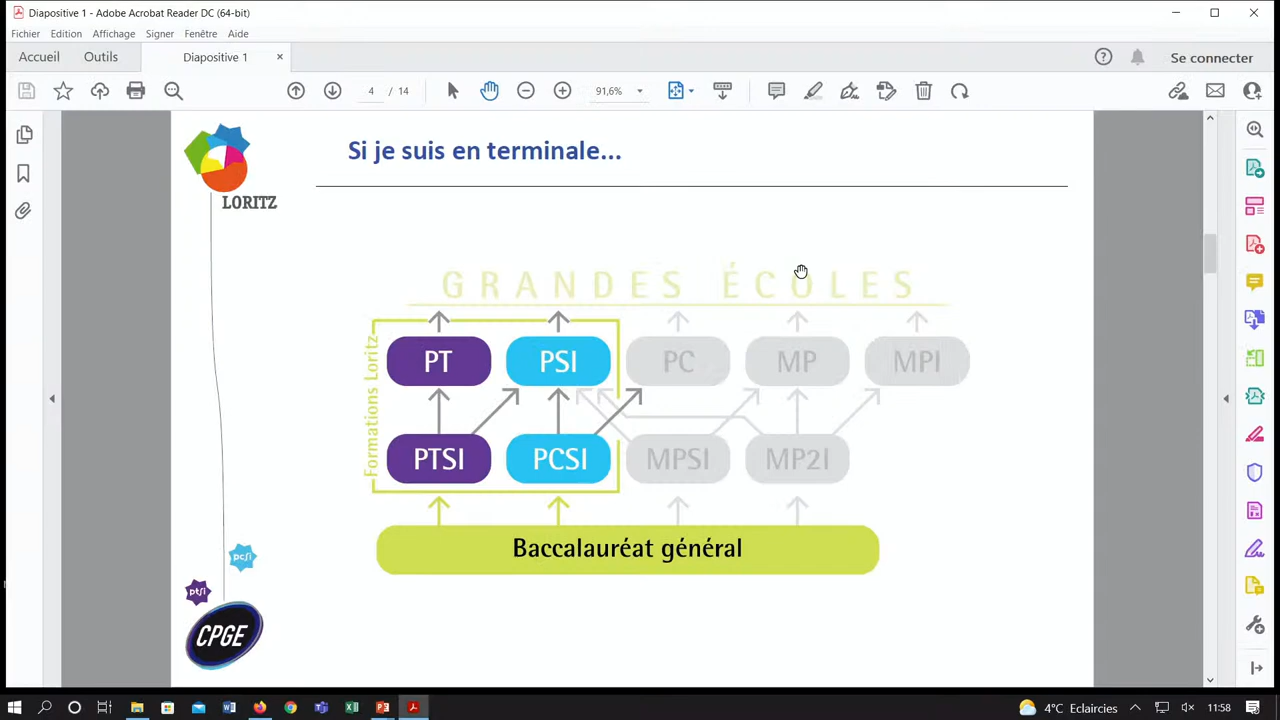 Diapositive 1 - Adobe Acrobat Reader DC (64-bit)
Fichier Edition Affichage Signer Fenêtre Aide
Accueil Outils Diapositive 1 × Se connecter
4 / 14 91,6%
Si je suis en terminale...
LORITZ
GRANDES ÉCOLES
Formations Loritz
PT PSI PC MP MPI
PTSI PCSI MPSI MP2I
Baccalauréat général
pcsi
ptsi
CPGE
4°C Eclaircies 11:58